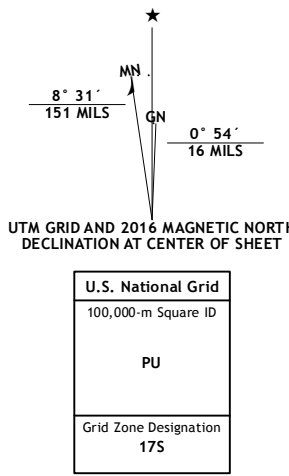 ★
MN
GN
8° 31´
151 MILS
0° 54´
16 MILS
UTM GRID AND 2016 MAGNETIC NORTH
DECLINATION AT CENTER OF SHEET
U.S. National Grid
100,000-m Square ID
PU
Grid Zone Designation
17S